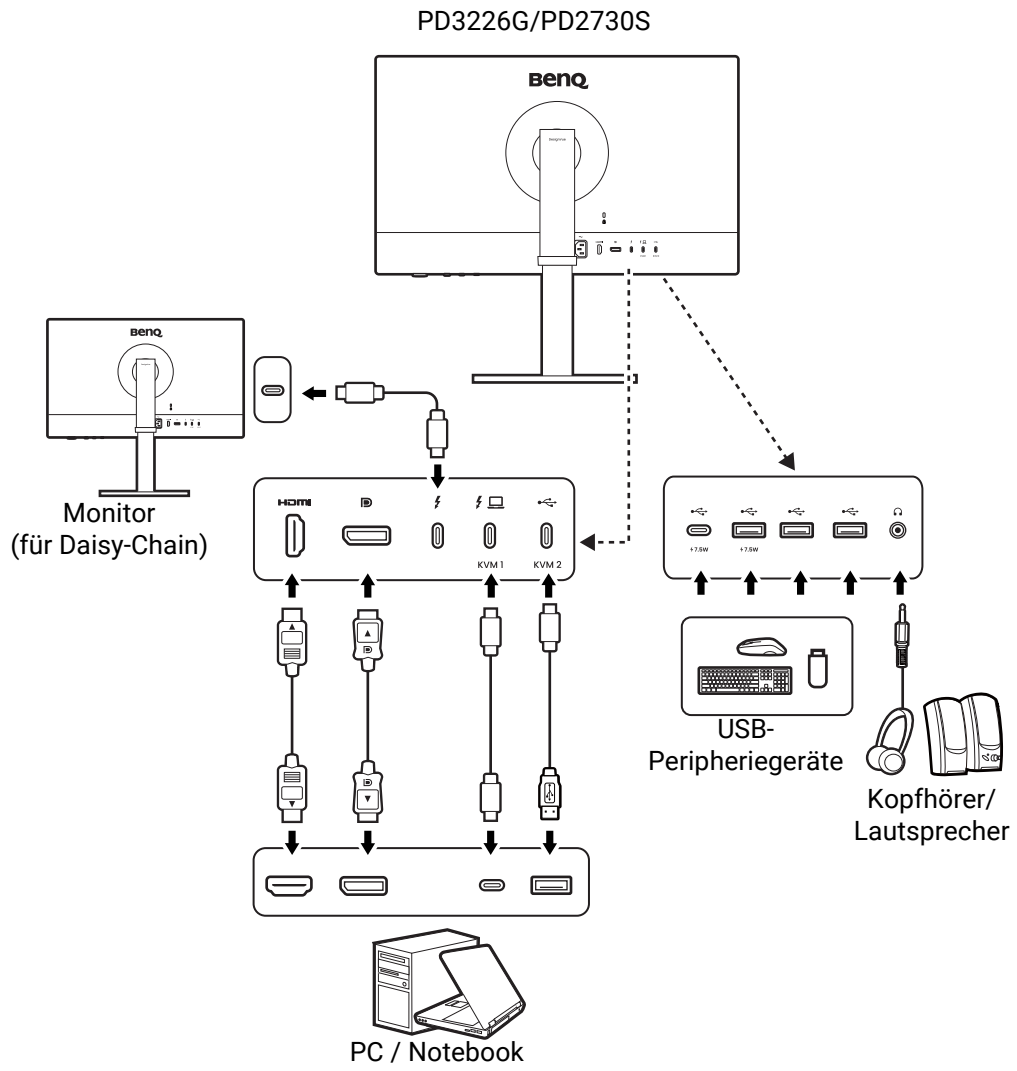 PD3226G/PD2730S
BenQ
BenQ
Monitor
(für Daisy-Chain)
HDMI
KVM 1
KVM 2
7.5W
7.5W
USB-
Peripheriegeräte
Kopfhörer/
Lautsprecher
PC / Notebook